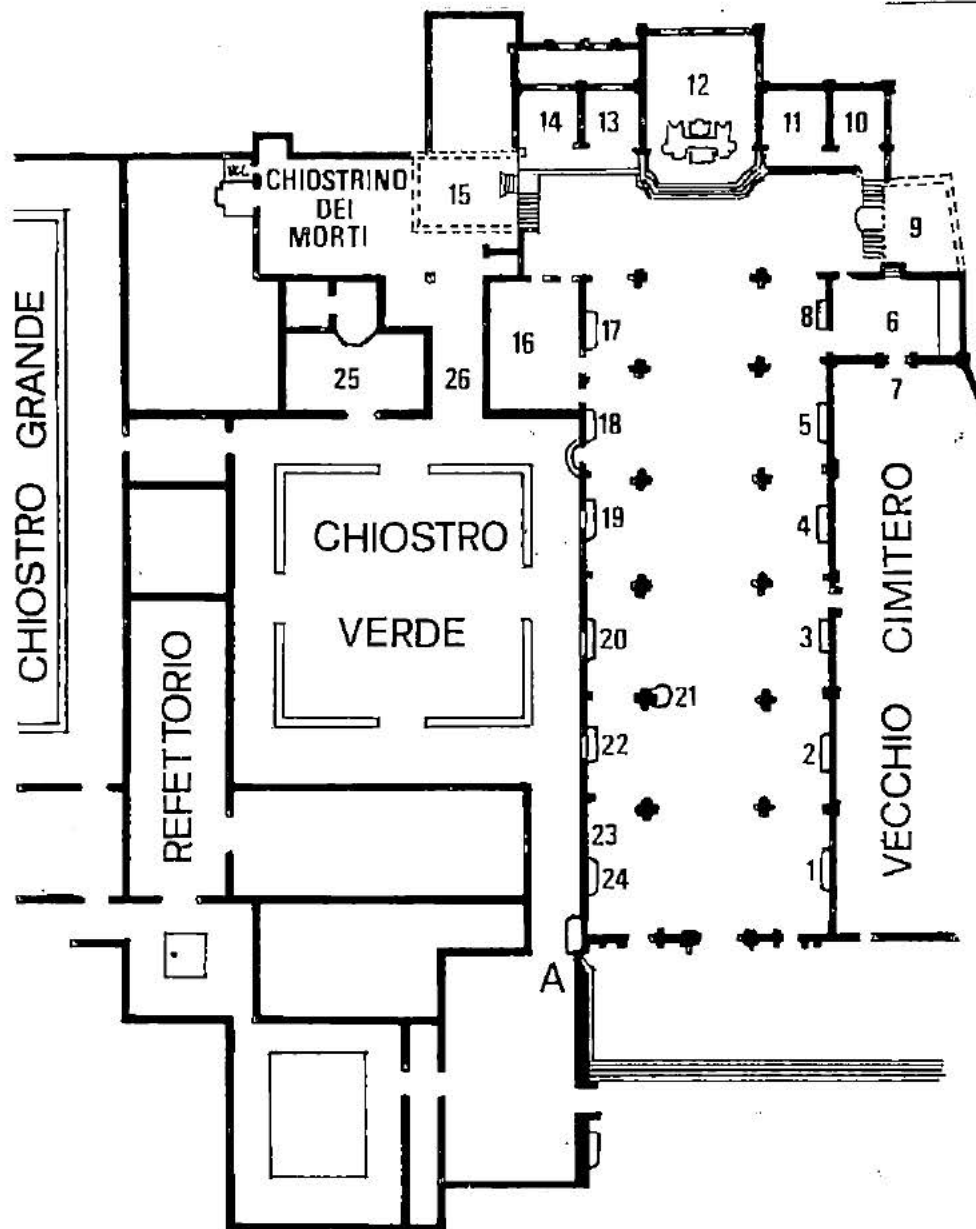 12
14
13
11
10
W.C.
CHIOSTRINO
DEI
MORTI
15
9
8
6
17
16
25
26
7
18
5
CHIOSTRO GRANDE
CHIOSTRO
VERDE
19
4
VECCHIO CIMITERO
20
3
REFETTORIO
21
22
2
23
24
1
A